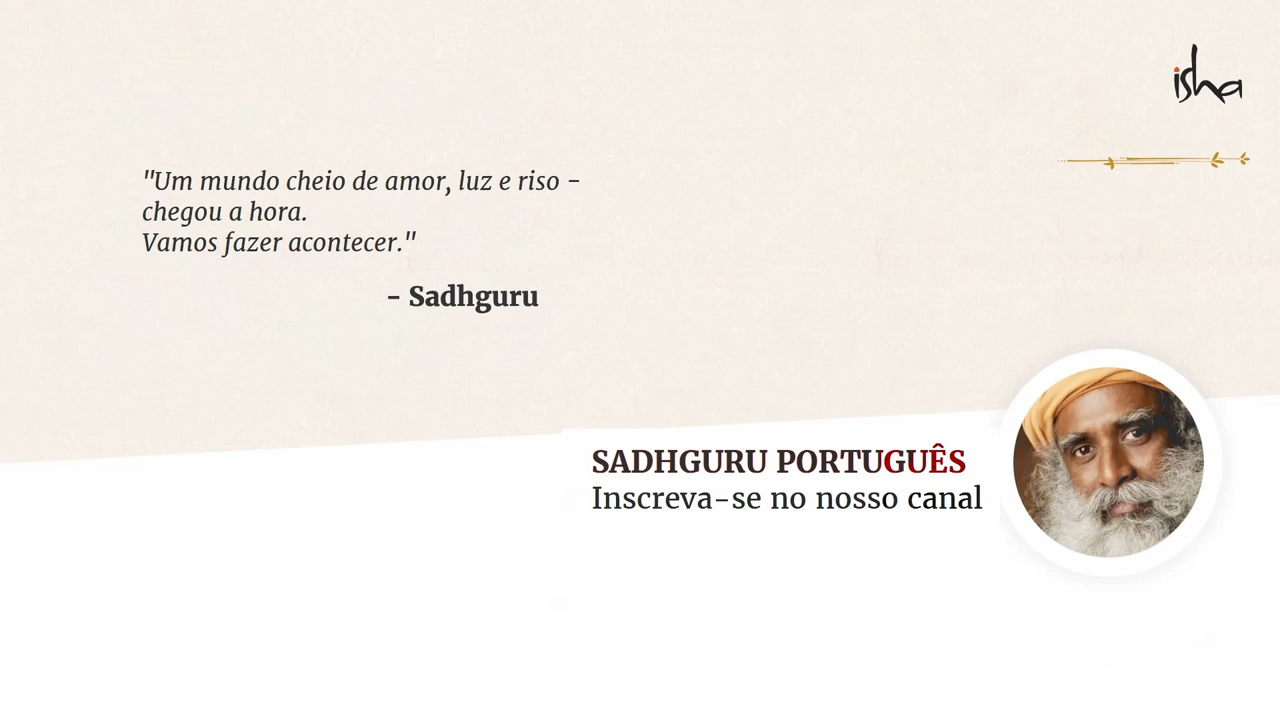 isha
"Um mundo cheio de amor, luz e riso –
chegou a hora.
Vamos fazer acontecer."
– Sadhguru
SADHGURU PORTUGUÊS
Inscreva-se no nosso canal